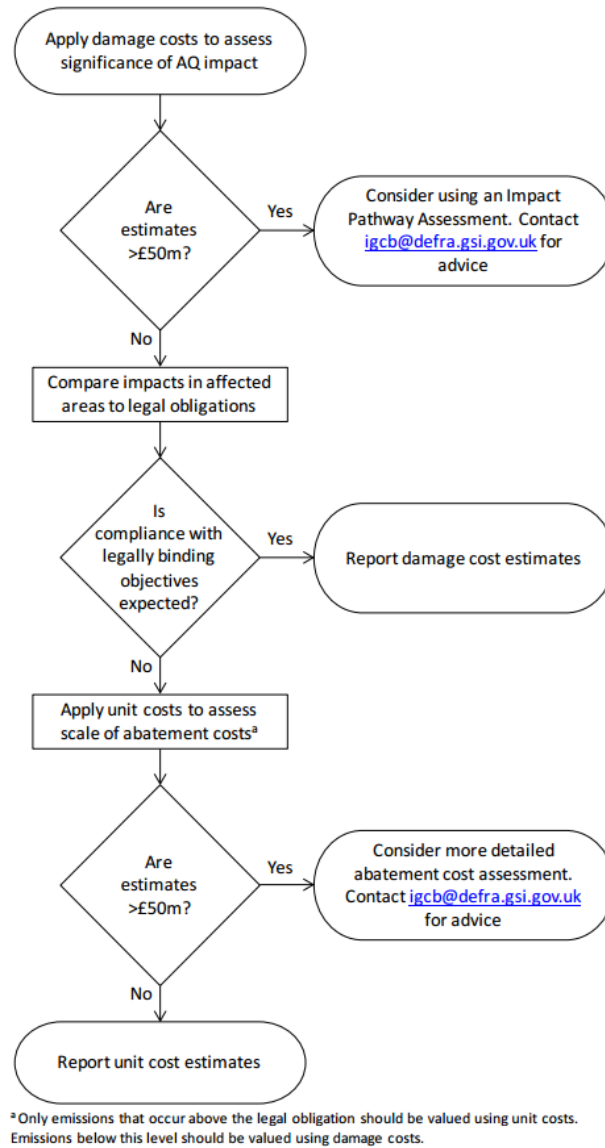 Apply damage costs to assess
significance of AQ impact
Are
estimates
>£50m?
Yes
Consider using an Impact
Pathway Assessment. Contact
igcb@defra.gsi.gov.uk for
advice
No
Compare impacts in affected
areas to legal obligations
Is
compliance with
legally binding
objectives
expected?
Yes
Report damage cost estimates
No
Apply unit costs to assess
scale of abatement costsᵃ
Are
estimates
>£50m?
Yes
Consider more detailed
abatement cost assessment.
Contact igcb@defra.gsi.gov.uk
for advice
No
Report unit cost estimates
ᵃ Only emissions that occur above the legal obligation should be valued using unit costs.
Emissions below this level should be valued using damage costs.